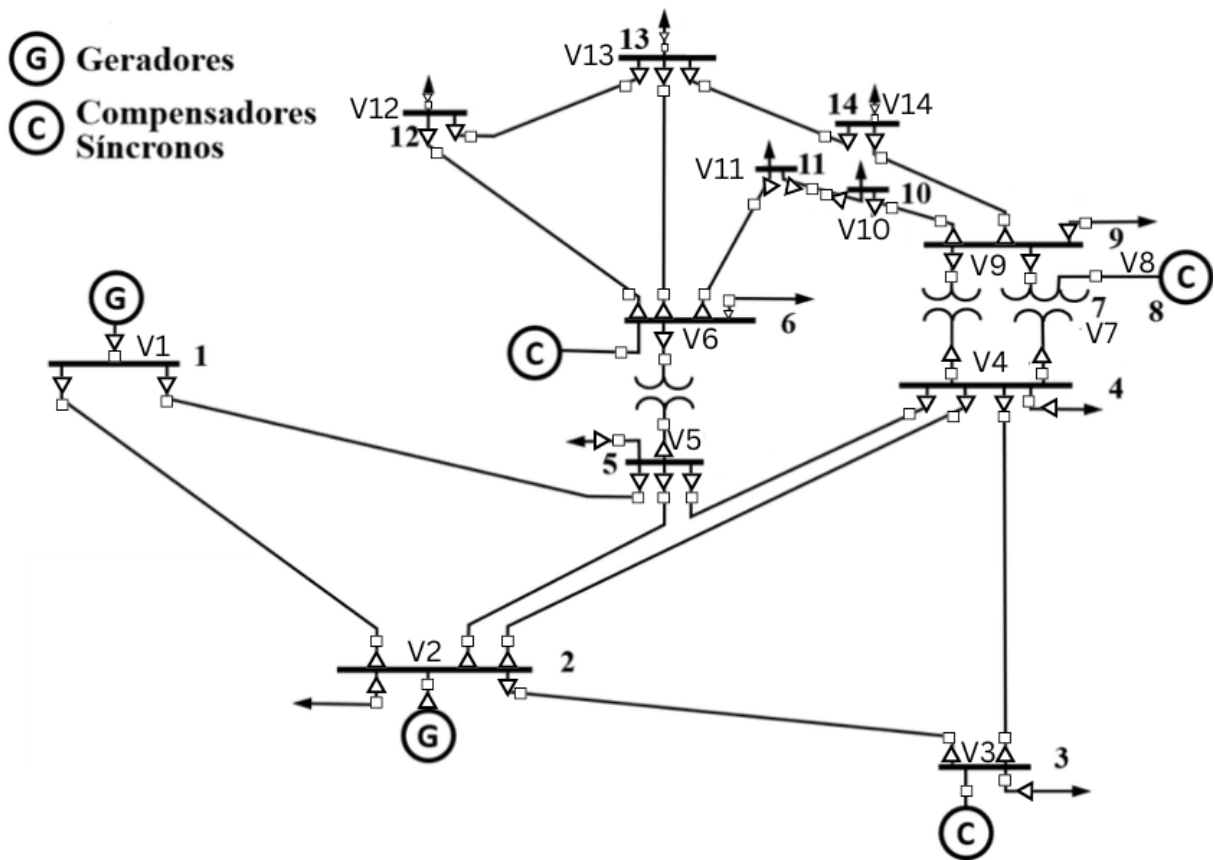 G Geradores
C Compensadores
Síncronos
V13 13
V12
12
14 V14
V11 11
10
V10
9
V9
V8
C
8
7
V7
G
V1 1
6
V6
C
V4
4
V5
5
V2
2
G
V3 3
C